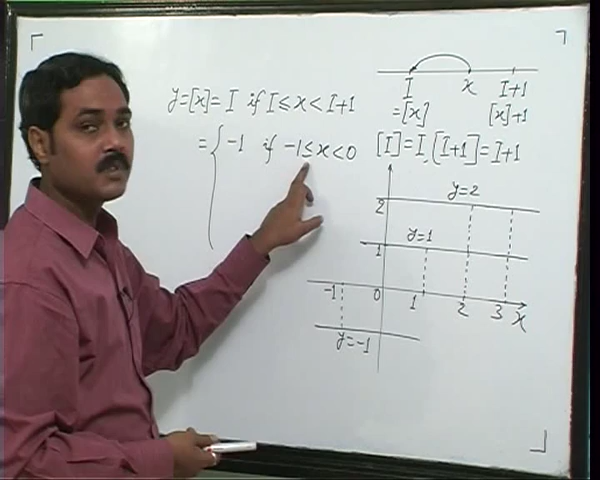 y=[x]=I if I≤x<I+1
={ -1 if -1≤x<0
I x I+1
=[x] [x]+1
[I]=I, [I+1]=I+1
y=2
2
y=1
1
-1 0 1 2 3 x
y=-1